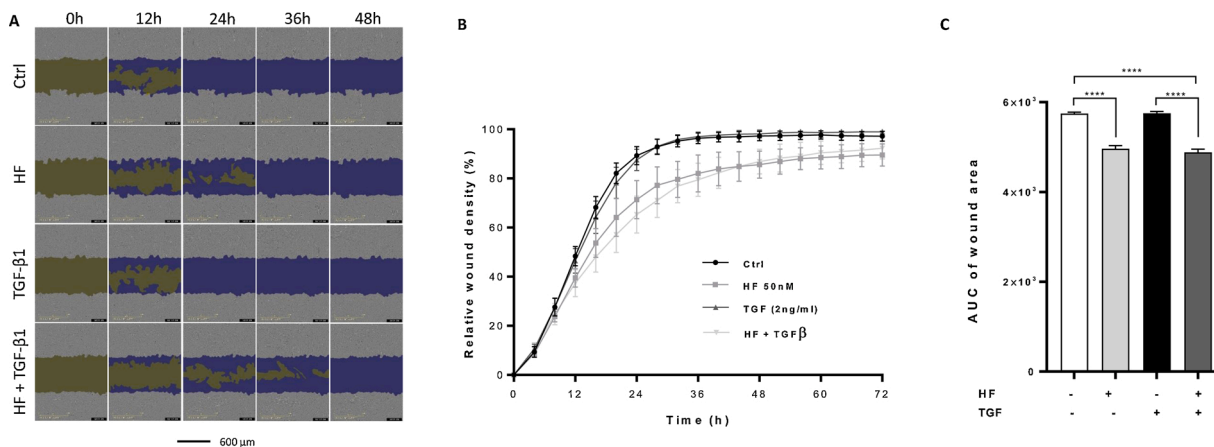 A
0h 12h 24h 36h 48h
Ctrl
HF
TGF-β1
HF + TGF-β1
600 µm
B
Relative wound density (%)
100
80
60
40
20
0
0 12 24 36 48 60 72
Time (h)
Ctrl
HF 50nM
TGF (2ng/ml)
HF + TGFβ
C
AUC of wound area
6×10³
4×10³
2×10³
0
****
**** ****
HF - + - +
TGF - - + +